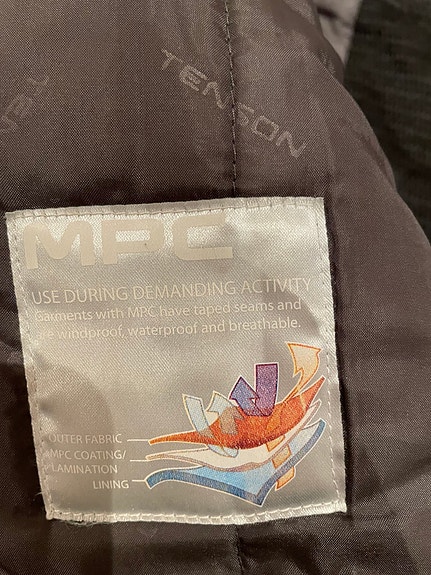 TENSON
MPC
USE DURING DEMANDING ACTIVITY
Garments with MPC have taped seams and
are windproof, waterproof and breathable.
OUTER FABRIC
MPC COATING/
LAMINATION
LINING